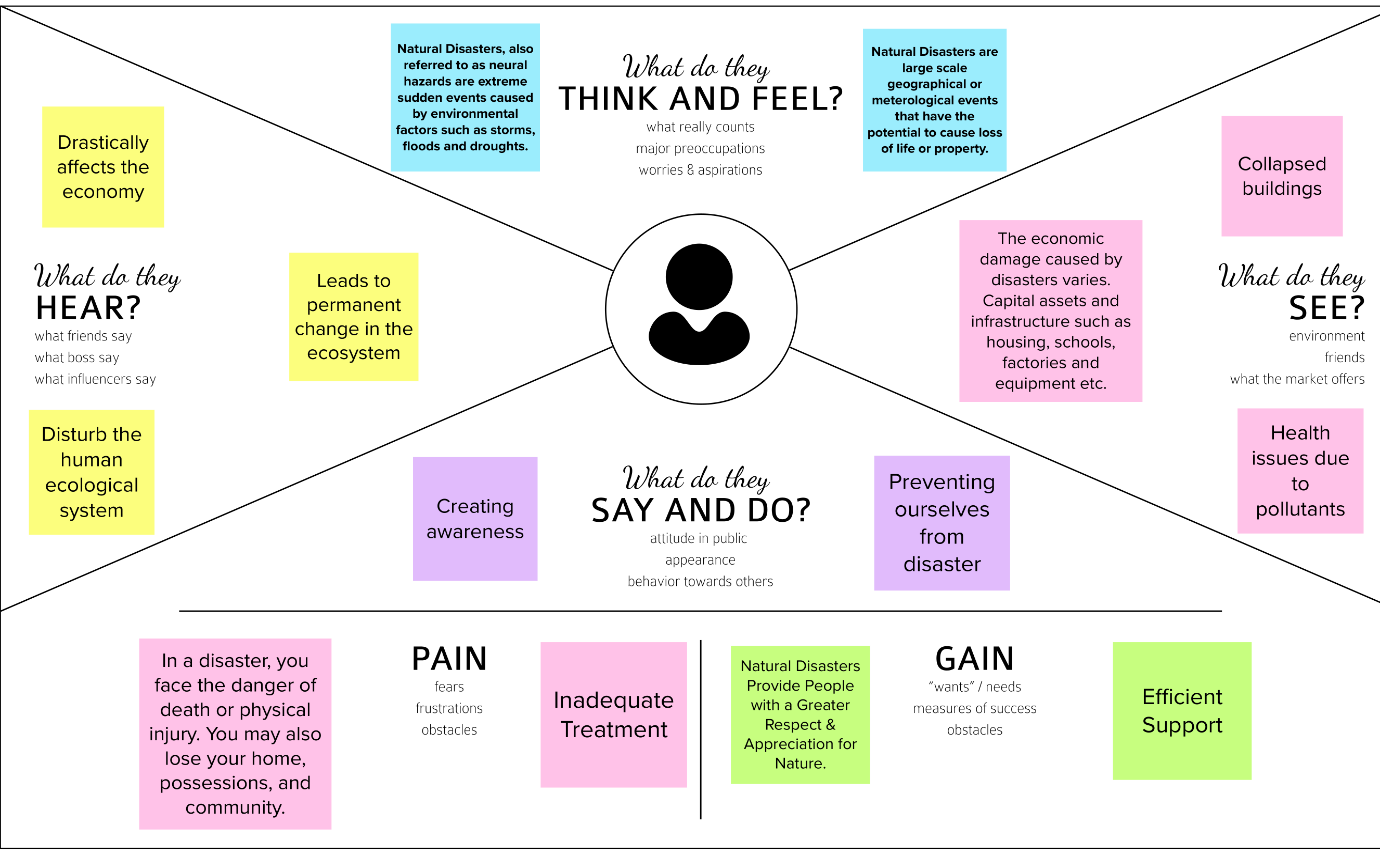 Natural Disasters, also
referred to as neural
hazards are extreme
sudden events caused
by environmental
factors such as storms,
floods and droughts.
What do they
THINK AND FEEL?
what really counts
major preoccupations
worries & aspirations
Natural Disasters are
large scale
geographical or
meterological events
that have the
potential to cause loss
of life or property.
Drastically
affects the
economy
What do they
HEAR?
what friends say
what boss say
what influencers say
Leads to
permanent
change in the
ecosystem
Disturb the
human
ecological
system
The economic
damage caused by
disasters varies.
Capital assets and
infrastructure such as
housing, schools,
factories and
equipment etc.
Collapsed
buildings
What do they
SEE?
environment
friends
what the market offers
Health
issues due
to
pollutants
Creating
awareness
What do they
SAY AND DO?
attitude in public
appearance
behavior towards others
Preventing
ourselves
from
disaster
In a disaster, you
face the danger of
death or physical
injury. You may also
lose your home,
possessions, and
community.
PAIN
fears
frustrations
obstacles
Inadequate
Treatment
Natural Disasters
Provide People
with a Greater
Respect &
Appreciation for
Nature.
GAIN
"wants" / needs
measures of success
obstacles
Efficient
Support